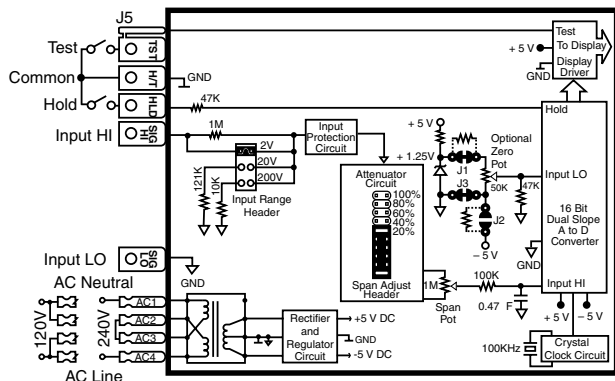 J5
Test
TST
Common
H/T
GND
Hold
HLD
47K
Input HI
SIG HI
1M
2V
20V
200V
121K
10K
Input Range
Header
Input
Protection
Circuit
Input LO
SIG LO
GND
AC Neutral
120V
240V
AC1
AC2
AC3
AC4
AC Line
Rectifier
and
Regulator
Circuit
+5 V DC
GND
-5 V DC
Attenuator
Circuit
100%
80%
60%
40%
20%
Span Adjust
Header
+ 5 V
+ 1.25V
J1
J3
J2
Optional
Zero
Pot
50K
47K
– 5 V
1M
Span
Pot
100K
0.47 F
Test
To Display
Display
Driver
+ 5 V
GND
Hold
Input LO
16 Bit
Dual Slope
A to D
Converter
GND
Input HI
+ 5 V
– 5 V
100KHz
Crystal
Clock Circuit